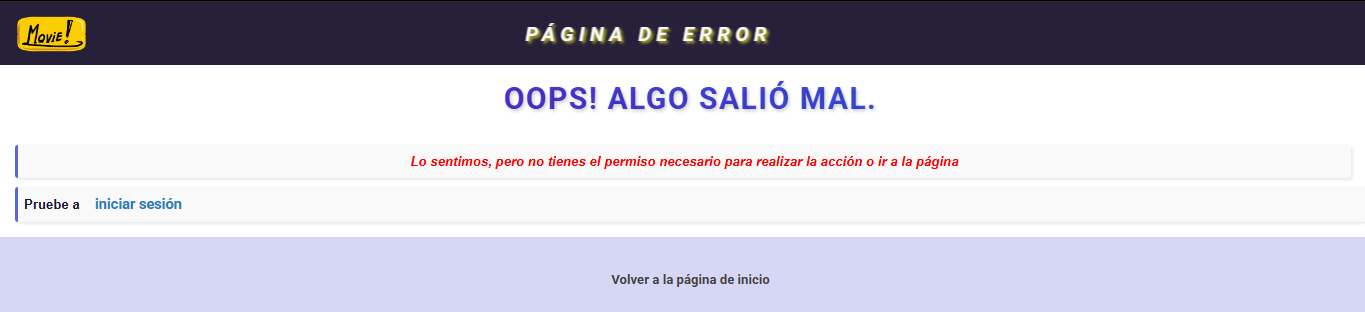 Movie!
PÁGINA DE ERROR
OOPS! ALGO SALIÓ MAL.
Lo sentimos, pero no tienes el permiso necesario para realizar la acción o ir a la página
Pruebe a iniciar sesión
Volver a la página de inicio